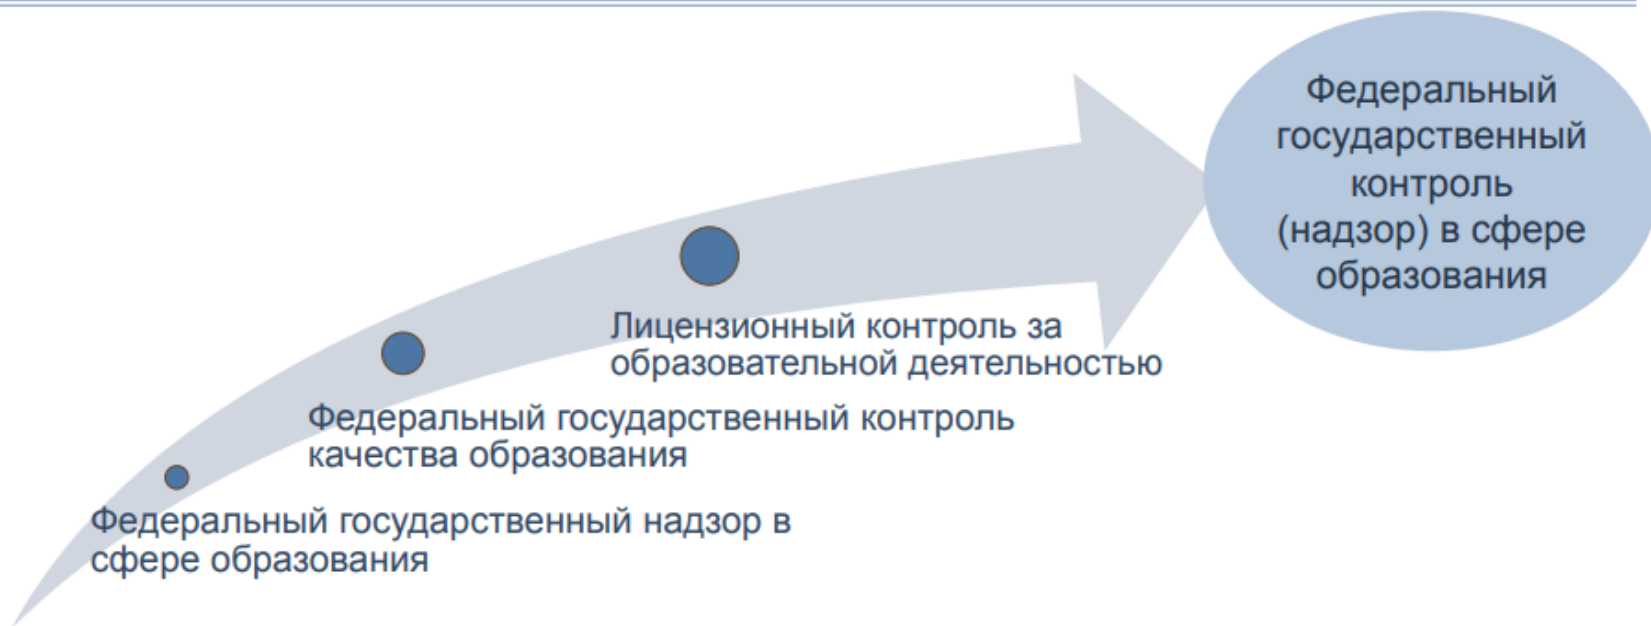 Федеральный
государственный
контроль
(надзор) в сфере
образования
Лицензионный контроль за
образовательной деятельностью
Федеральный государственный контроль
качества образования
Федеральный государственный надзор в
сфере образования